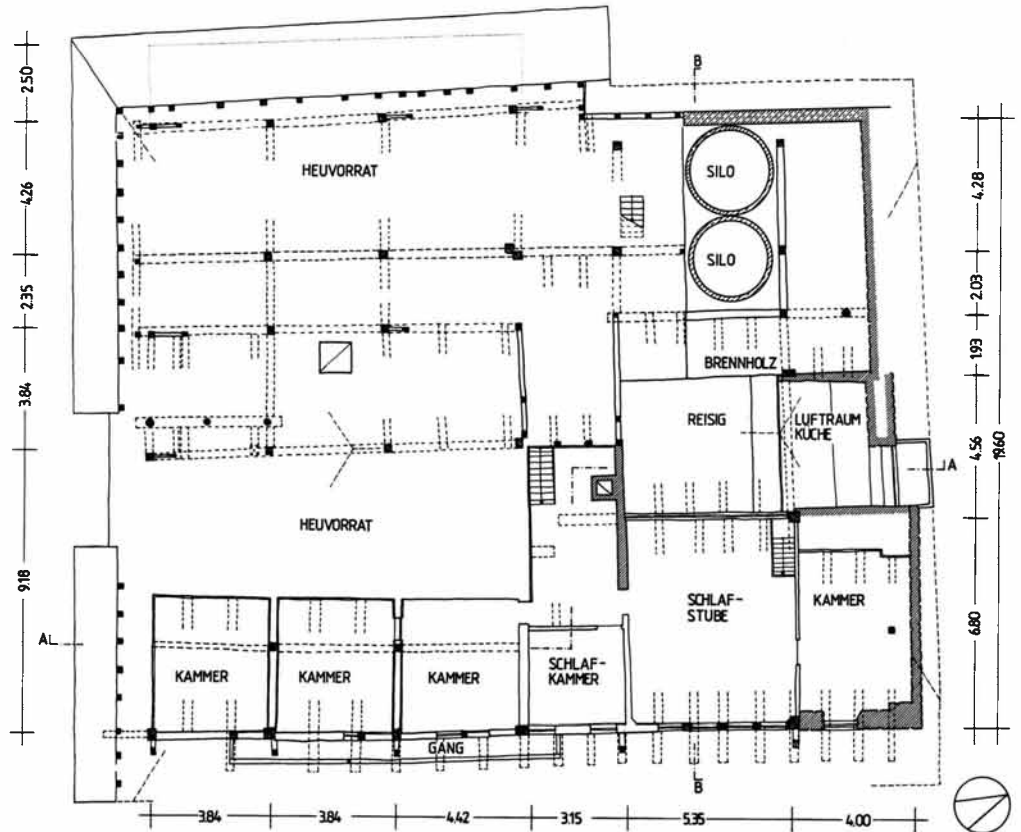 B
HEUVORRAT
SILO
SILO
BRENNHOLZ
REISIG
LUFTRAUM
KÜCHE
A
HEUVORRAT
SCHLAF-
STUBE
KAMMER
A
KAMMER
KAMMER
KAMMER
SCHLAF-
KAMMER
GANG
B
2.50
4.26
2.35
3.84
9.18
4.28
2.03
1.93
4.56
6.80
19.60
3.84
3.84
4.42
3.15
5.35
4.00